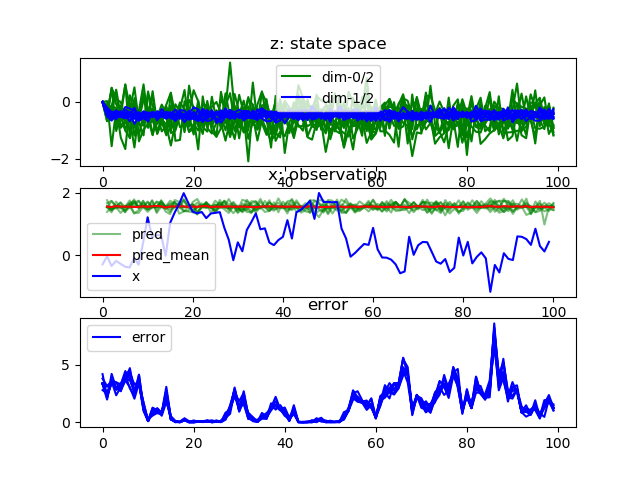 z: state space
dim-0/2
dim-1/2
0
−2
0 20 40 60 80 100
x: observation
2
0
pred
pred_mean
x
0 20 40 60 80 100
error
error
5
0
0 20 40 60 80 100